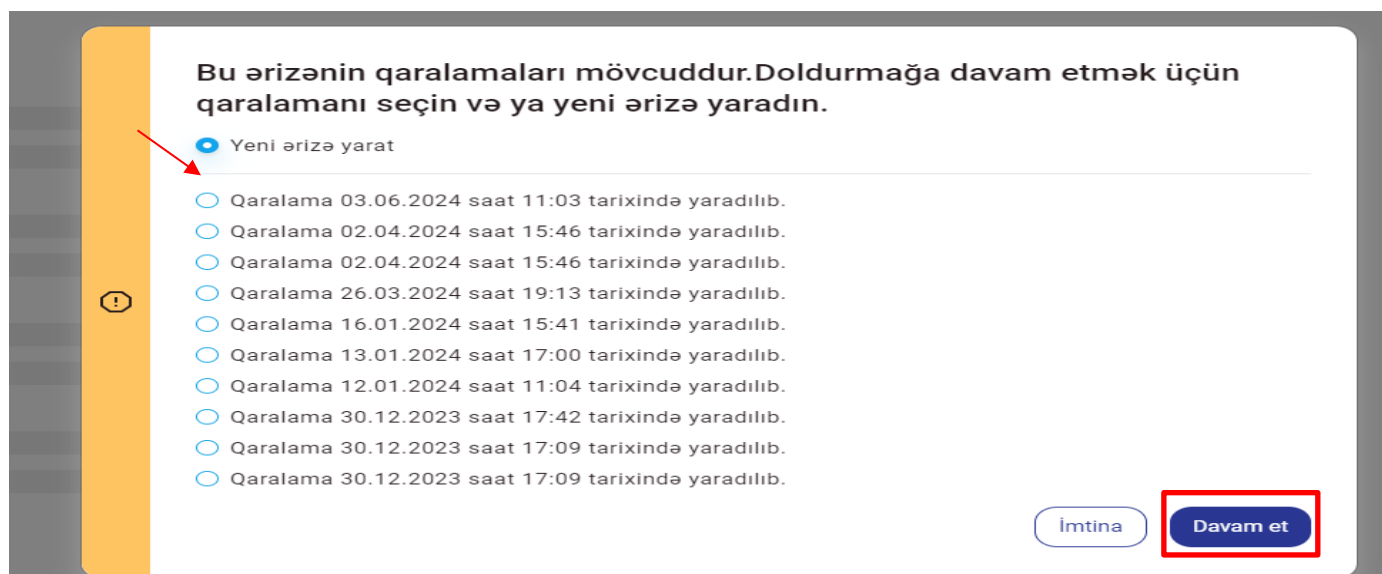 Bu ərizənin qaralamaları mövcuddur.Doldurmağa davam etmək üçün
qaralamanı seçin və ya yeni ərizə yaradın.
Yeni ərizə yarat
Qaralama 03.06.2024 saat 11:03 tarixində yaradılıb.
Qaralama 02.04.2024 saat 15:46 tarixində yaradılıb.
Qaralama 02.04.2024 saat 15:46 tarixində yaradılıb.
Qaralama 26.03.2024 saat 19:13 tarixində yaradılıb.
Qaralama 16.01.2024 saat 15:41 tarixində yaradılıb.
Qaralama 13.01.2024 saat 17:00 tarixində yaradılıb.
Qaralama 12.01.2024 saat 11:04 tarixində yaradılıb.
Qaralama 30.12.2023 saat 17:42 tarixində yaradılıb.
Qaralama 30.12.2023 saat 17:09 tarixində yaradılıb.
Qaralama 30.12.2023 saat 17:09 tarixində yaradılıb.
İmtina Davam et